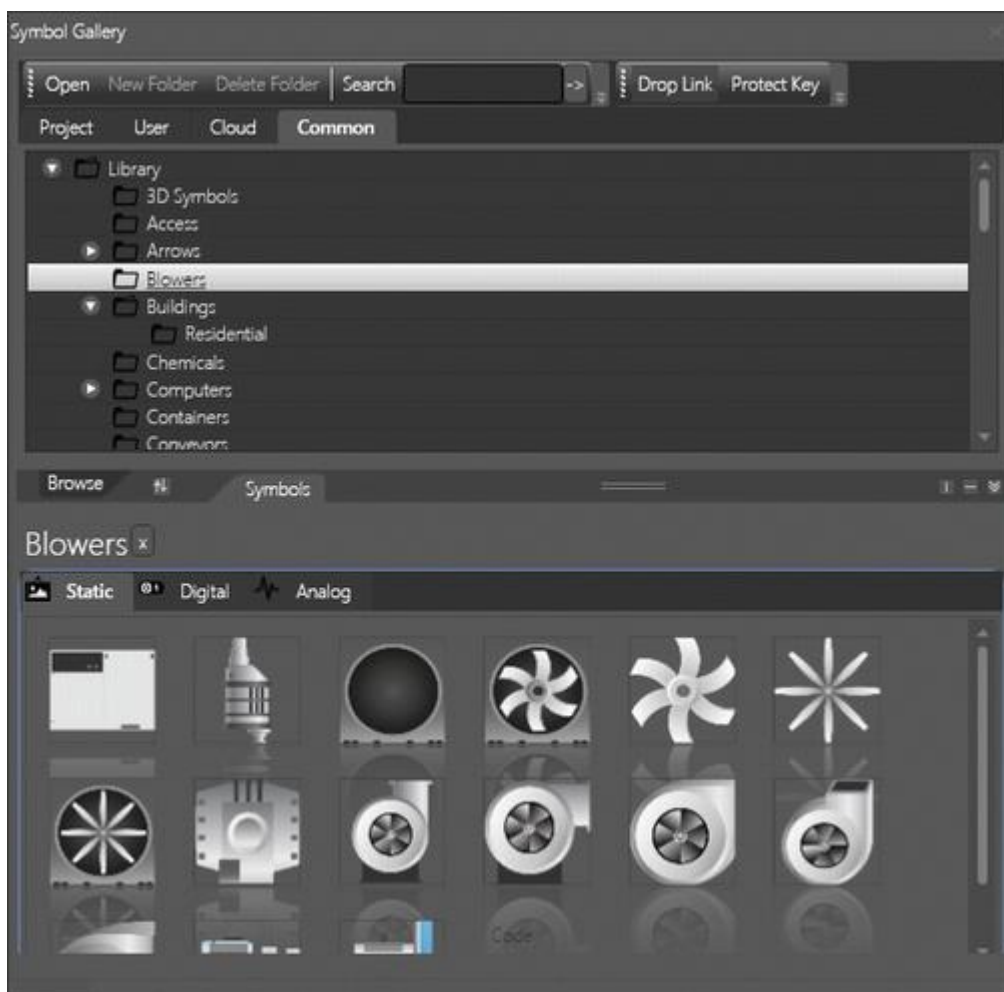 Symbol Gallery
Open New Folder Delete Folder Search -> Drop Link Protect Key
Project User Cloud Common
Library
3D Symbols
Access
Arrows
Blowers
Buildings
Residential
Chemicals
Computers
Containers
Conveyors
Browse Symbols
Blowers x
Static Digital Analog
Code